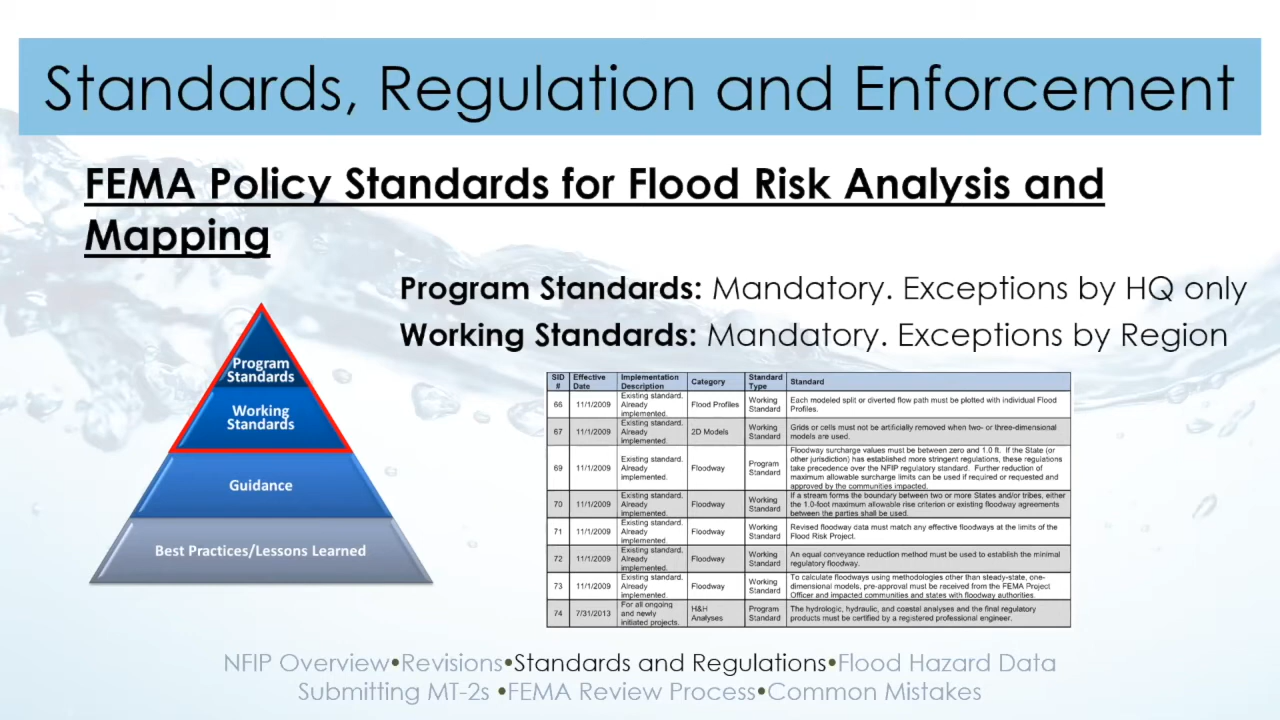 Standards, Regulation and Enforcement
FEMA Policy Standards for Flood Risk Analysis and
Mapping
Program Standards: Mandatory. Exceptions by HQ only
Working Standards: Mandatory. Exceptions by Region
Program
Standards
Working
Standards
Guidance
Best Practices/Lessons Learned
SID # Effective Date Implementation Description Category Standard Type Standard
66 11/1/2009 Existing standard. Already implemented. Flood Profiles Working Standard Each modeled split or diverted flow path must be plotted with individual Flood Profiles.
67 11/1/2009 Existing standard. Already implemented. 2D Models Working Standard Grids or cells must not be artificially removed when two- or three-dimensional models are used.
69 11/1/2009 Existing standard. Already implemented. Floodway Program Standard Floodway surcharge values must be between zero and 1.0 ft. If the State (or other jurisdiction) has established more stringent regulations, these regulations take precedence over the NFIP regulatory standard. Further reduction of maximum allowable surcharge limits can be used if required or requested and approved by the communities impacted.
70 11/1/2009 Existing standard. Already implemented. Floodway Working Standard If a stream forms the boundary between two or more States and/or tribes, either the 1.0-foot maximum allowable rise criterion or existing floodway agreements between the parties shall be used.
71 11/1/2009 Existing standard. Already implemented. Floodway Working Standard Revised floodway data must match any effective floodways at the limits of the Flood Risk Project.
72 11/1/2009 Existing standard. Already implemented. Floodway Working Standard An equal conveyance reduction method must be used to establish the minimal regulatory floodway.
73 11/1/2009 Existing standard. Already implemented. Floodway Working Standard To calculate floodways using methodologies other than steady-state, one-dimensional models, pre-approval must be received from the FEMA Project Officer and impacted communities and states with floodway authorities.
74 7/31/2013 For all ongoing and newly initiated projects. H&H Analyses Program Standard The hydrologic, hydraulic, and coastal analyses and the final regulatory products must be certified by a registered professional engineer.
NFIP Overview•Revisions•Standards and Regulations•Flood Hazard Data
Submitting MT-2s •FEMA Review Process•Common Mistakes